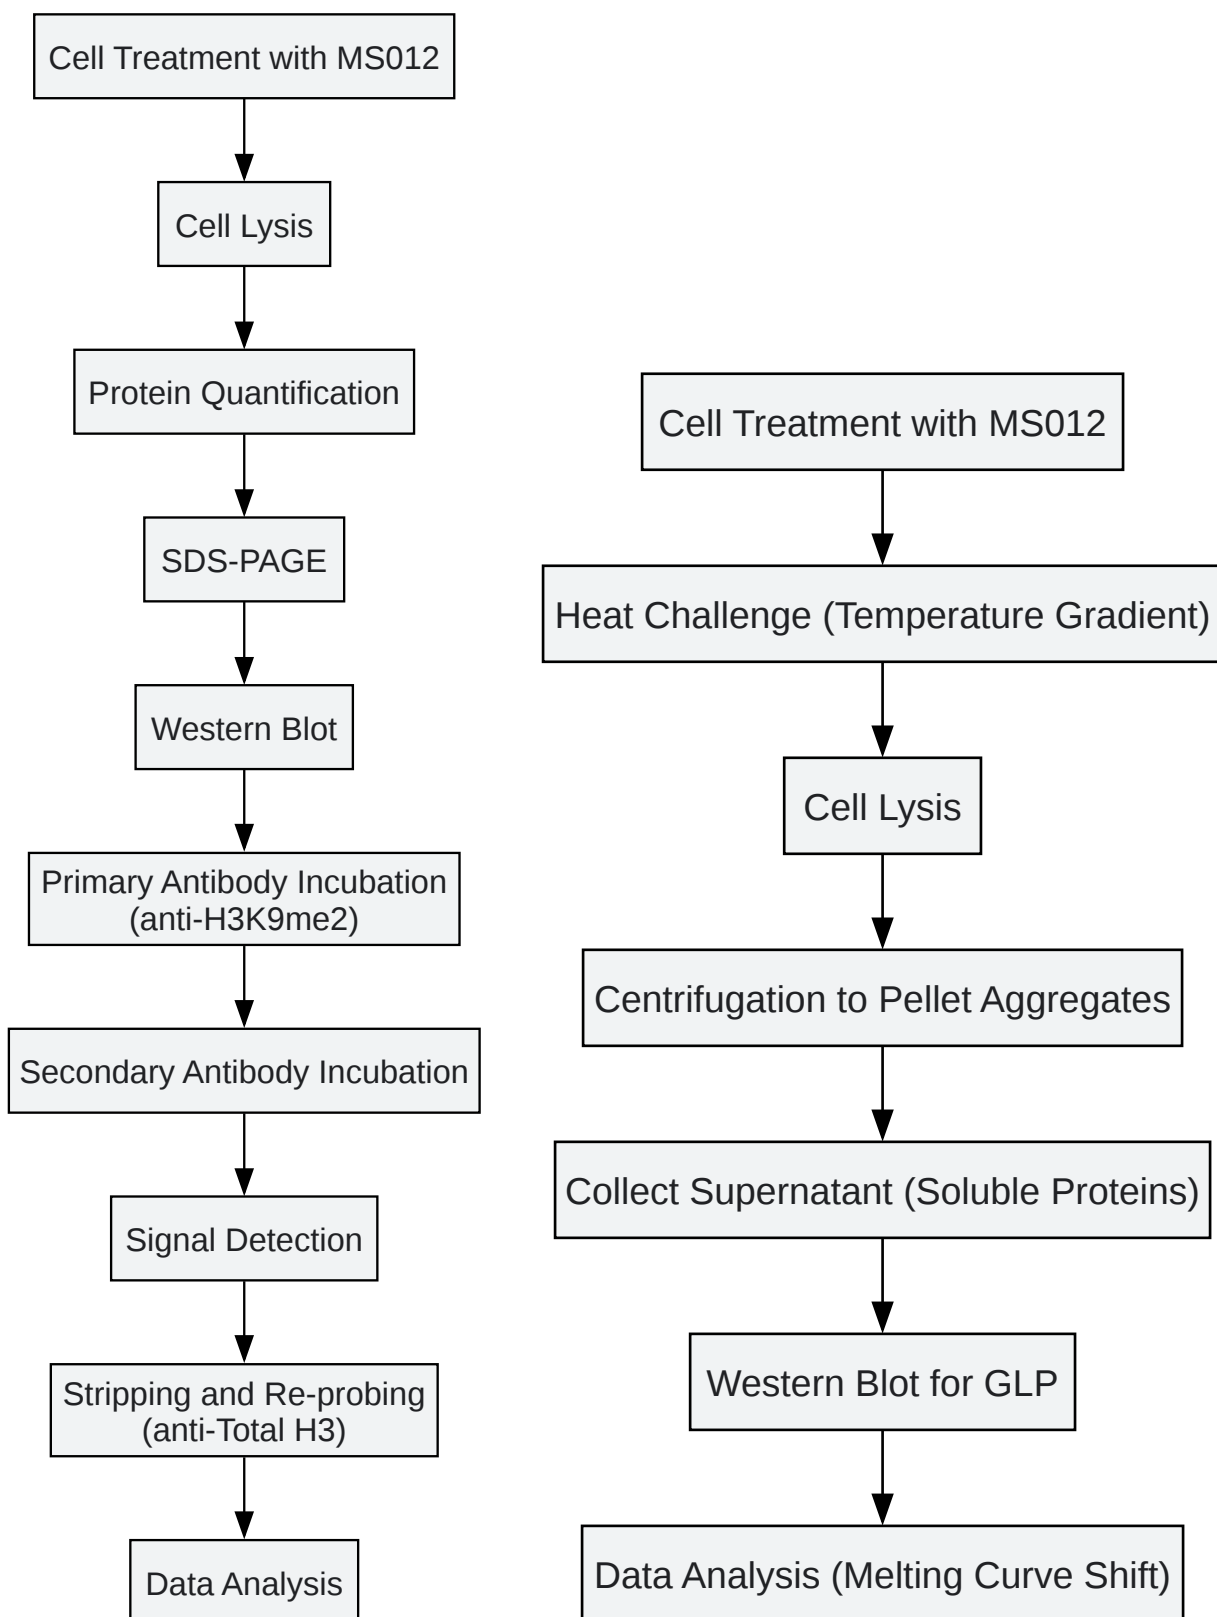 Cell Treatment with MS012
Cell Lysis
Protein Quantification
SDS-PAGE
Western Blot
Primary Antibody Incubation
(anti-H3K9me2)
Secondary Antibody Incubation
Signal Detection
Stripping and Re-probing
(anti-Total H3)
Data Analysis
Cell Treatment with MS012
Heat Challenge (Temperature Gradient)
Cell Lysis
Centrifugation to Pellet Aggregates
Collect Supernatant (Soluble Proteins)
Western Blot for GLP
Data Analysis (Melting Curve Shift)